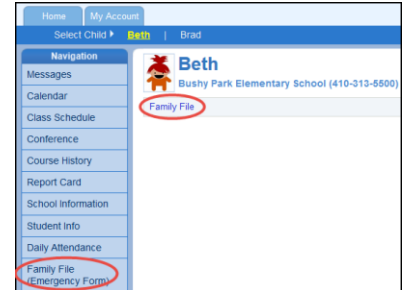 Home My Account
Select Child Beth | Brad
Navigation
Messages
Calendar
Class Schedule
Conference
Course History
Report Card
School Information
Student Info
Daily Attendance
Family File
(Emergency Form)
Beth
Bushy Park Elementary School (410-313-5500)
Family File